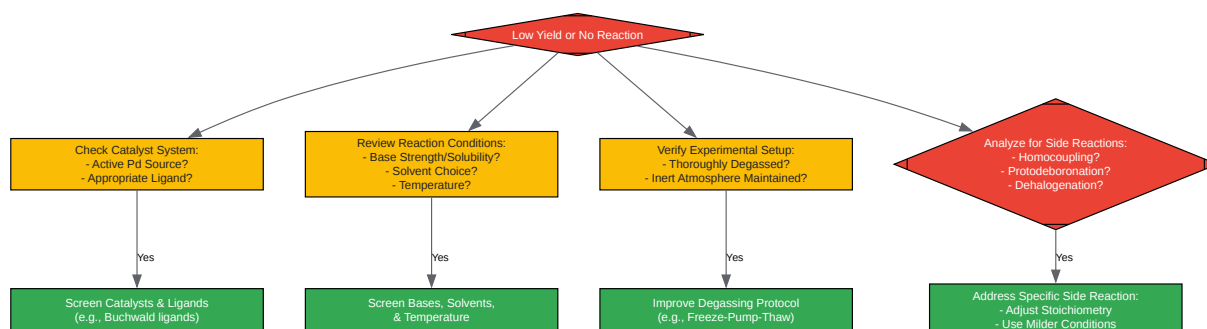 Low Yield or No Reaction
Check Catalyst System:
- Active Pd Source?
- Appropriate Ligand?
Review Reaction Conditions:
- Base Strength/Solubility?
- Solvent Choice?
- Temperature?
Verify Experimental Setup:
- Thoroughly Degassed?
- Inert Atmosphere Maintained?
Analyze for Side Reactions:
- Homocoupling?
- Protodeboronation?
- Dehalogenation?
Yes
Yes
Yes
Yes
Screen Catalysts & Ligands
(e.g., Buchwald ligands)
Screen Bases, Solvents,
& Temperature
Improve Degassing Protocol
(e.g., Freeze-Pump-Thaw)
Address Specific Side Reaction:
- Adjust Stoichiometry
- Use Milder Conditions